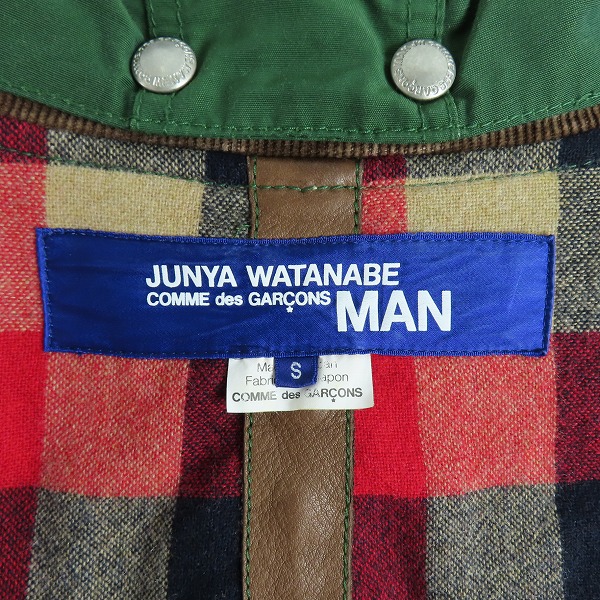 JUNYA WATANABE
COMME des GARÇONS MAN
S
COMME des GARÇONS